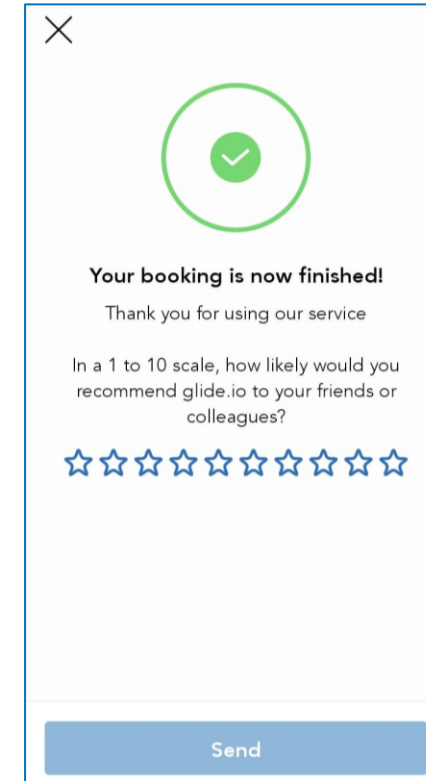 Your booking is now finished!
Thank you for using our service
In a 1 to 10 scale, how likely would you
recommend glide.io to your friends or
colleagues?
Send